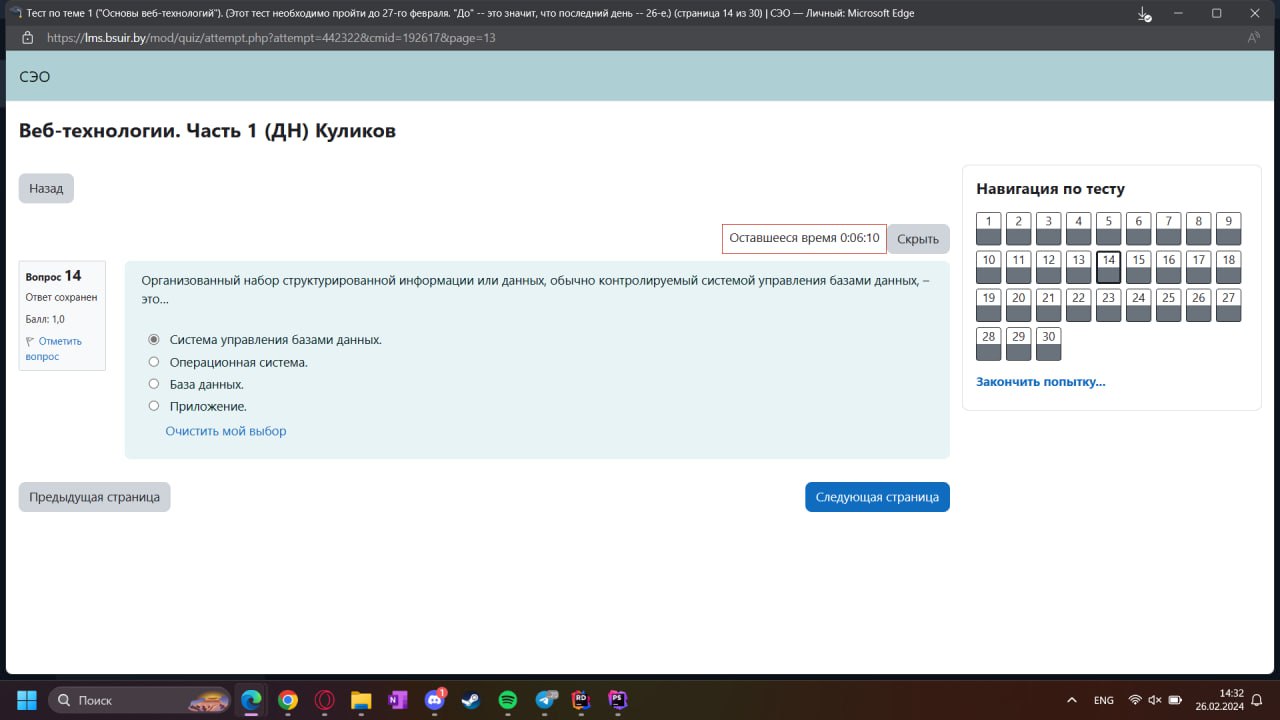 Тест по теме 1 ("Основы веб-технологий"). (Этот тест необходимо пройти до 27-го февраля. "До" -- это значит, что последний день -- 26-е.) (страница 14 из 30) | СЭО — Личный: Microsoft Edge
https://lms.bsuir.by/mod/quiz/attempt.php?attempt=442322&cmid=192617&page=13
СЭО
Веб-технологии. Часть 1 (ДН) Куликов
Назад
Оставшееся время 0:06:10
Скрыть
Вопрос 14
Ответ сохранен
Балл: 1,0
Отметить
вопрос
Организованный набор структурированной информации или данных, обычно контролируемый системой управления базами данных, –
это...
Система управления базами данных.
Операционная система.
База данных.
Приложение.
Очистить мой выбор
Предыдущая страница
Следующая страница
Навигация по тесту
1 2 3 4 5 6 7 8 9
10 11 12 13 14 15 16 17 18
19 20 21 22 23 24 25 26 27
28 29 30
Закончить попытку...
Поиск
1
RD
PS
ENG
14:32
26.02.2024